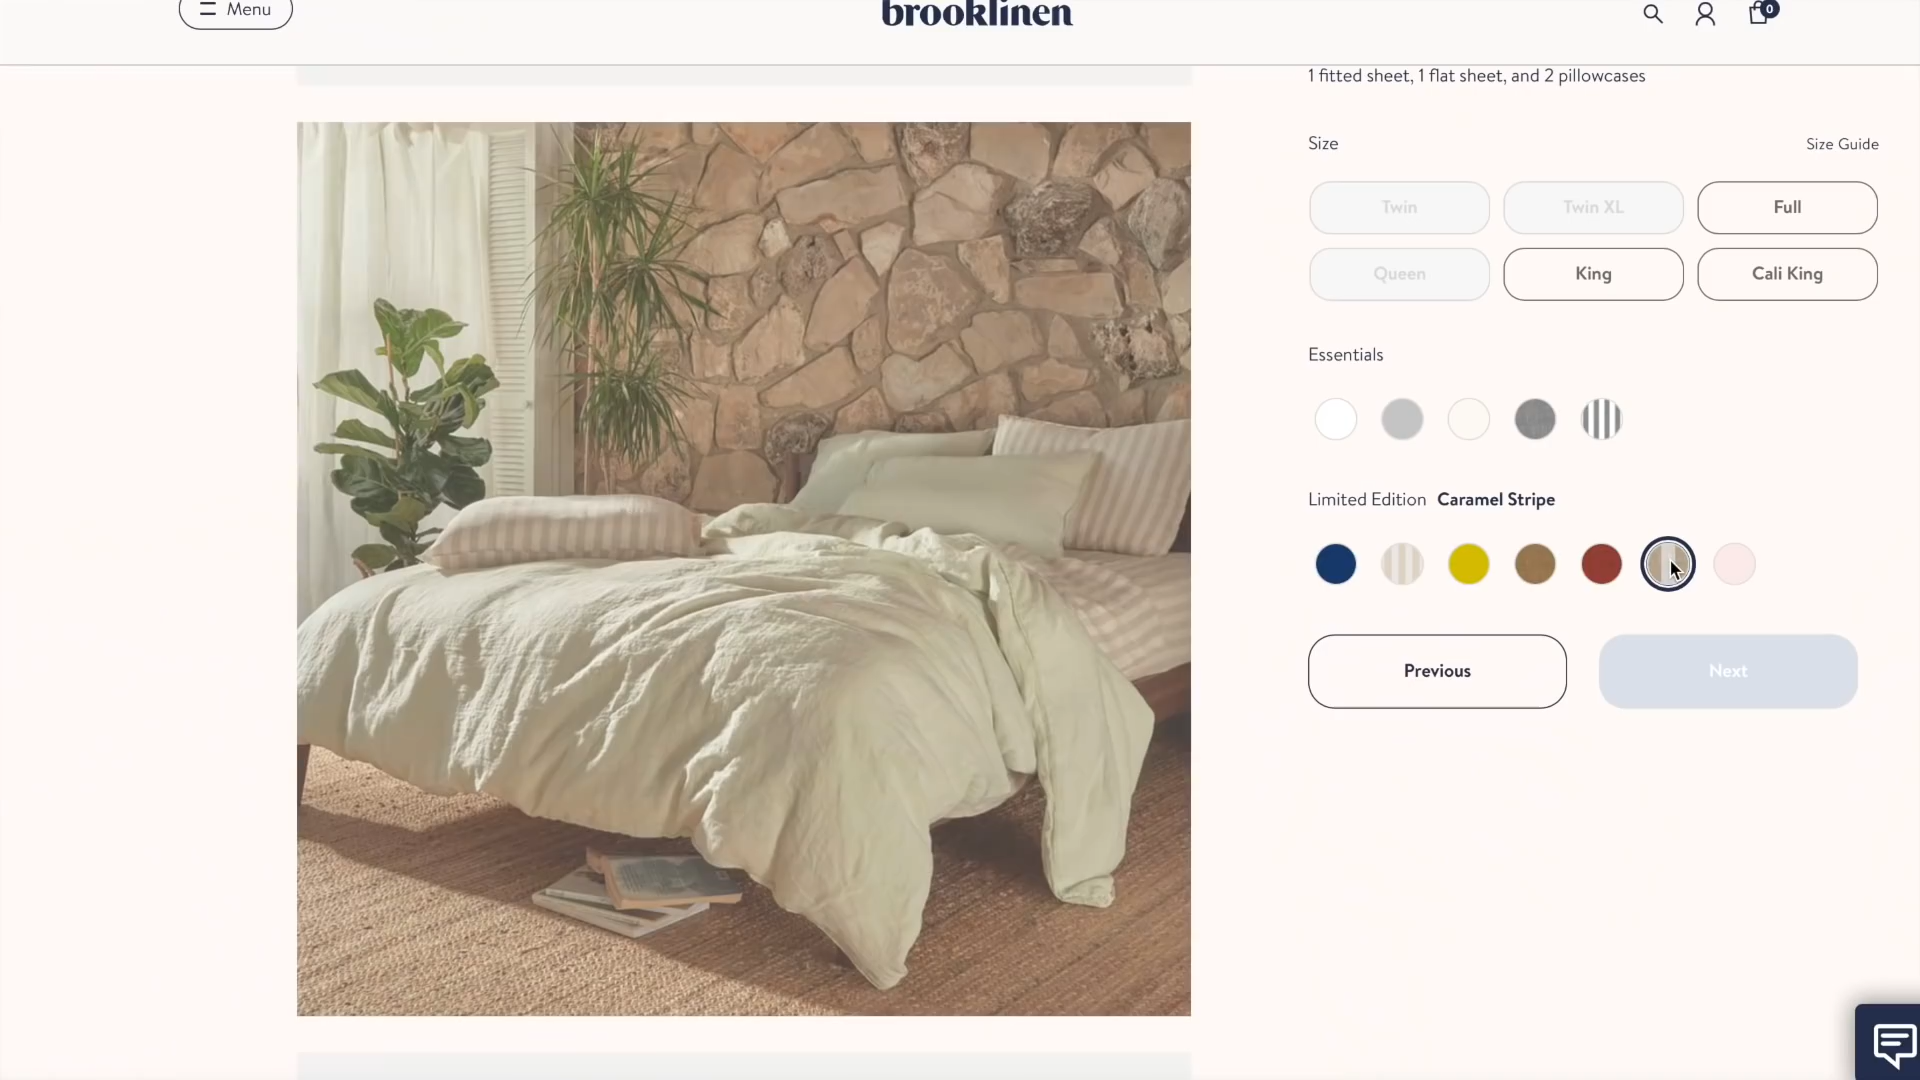 Menu
brooklinen
0
1 fitted sheet, 1 flat sheet, and 2 pillowcases
Size
Size Guide
Twin
Twin XL
Full
Queen
King
Cali King
Essentials
Limited Edition Caramel Stripe
Previous
Next